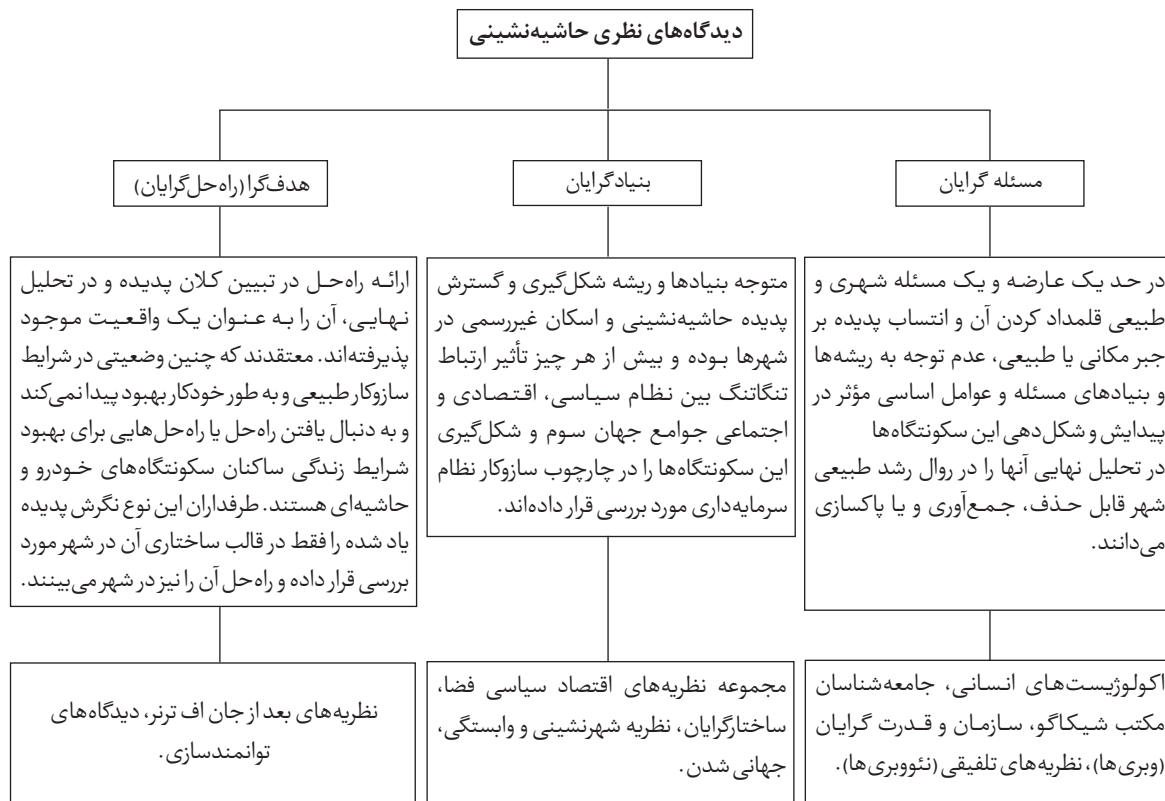 دیدگاه‌های نظری حاشیه‌نشینی
مسئله گرایان
در حد یک عارضه و یک مسئله شهری و
طبیعی قلمداد کردن آن و انتساب پدیده بر
جبر مکانی یا طبیعی، عدم توجه به ریشه‌ها
و بنیادهای مسئله و عوامل اساسی مؤثر در
پیدایش و شکل‌دهی این سکونتگاه‌ها
در تحلیل نهایی آنها را در روال رشد طبیعی
شهر قابل حذف، جمع‌آوری و یا پاکسازی
می‌دانند.
اکولوژیست‌های انسانی، جامعه‌شناسان
مکتب شیکاگو، سازمان و قدرت گرایان
(وبری‌ها)، نظریه‌های تلفیقی (نئووبری‌ها).
بنیادگرایان
متوجه بنیادها و ریشه شکل‌گیری و گسترش
پدیده حاشیه‌نشینی و اسکان غیررسمی در
شهرها بوده و بیش از هر چیز تأثیر ارتباط
تنگاتنگ بین نظام سیاسی، اقتصادی و
اجتماعی جوامع جهان سوم و شکل‌گیری
این سکونتگاه‌ها را در چارچوب سازوکار نظام
سرمایه‌داری مورد بررسی قرار داده‌اند.
مجموعه نظریه‌های اقتصاد سیاسی فضا،
ساختارگرایان، نظریه شهرنشینی و وابستگی،
جهانی شدن.
هدف‌گرا (راه‌حل‌گرایان)
ارائه راه‌حل در تبیین کلان پدیده و در تحلیل
نهایی، آن را به عنوان یک واقعیت موجود
پذیرفته‌اند. معتقدند که چنین وضعیتی در شرایط
سازوکار طبیعی و به طور خودکار بهبود پیدا نمی‌کند
و به دنبال یافتن راه‌حل یا راه‌حل‌هایی برای بهبود
شرایط زندگی ساکنان سکونتگاه‌های خودرو و
حاشیه‌ای هستند. طرفداران این نوع نگرش پدیده
یاد شده را فقط در قالب ساختاری آن در شهر مورد
بررسی قرار داده و راه‌حل آن را نیز در شهر می‌بینند.
نظریه‌های بعد از جان اف ترنر، دیدگاه‌های
توانمندسازی.